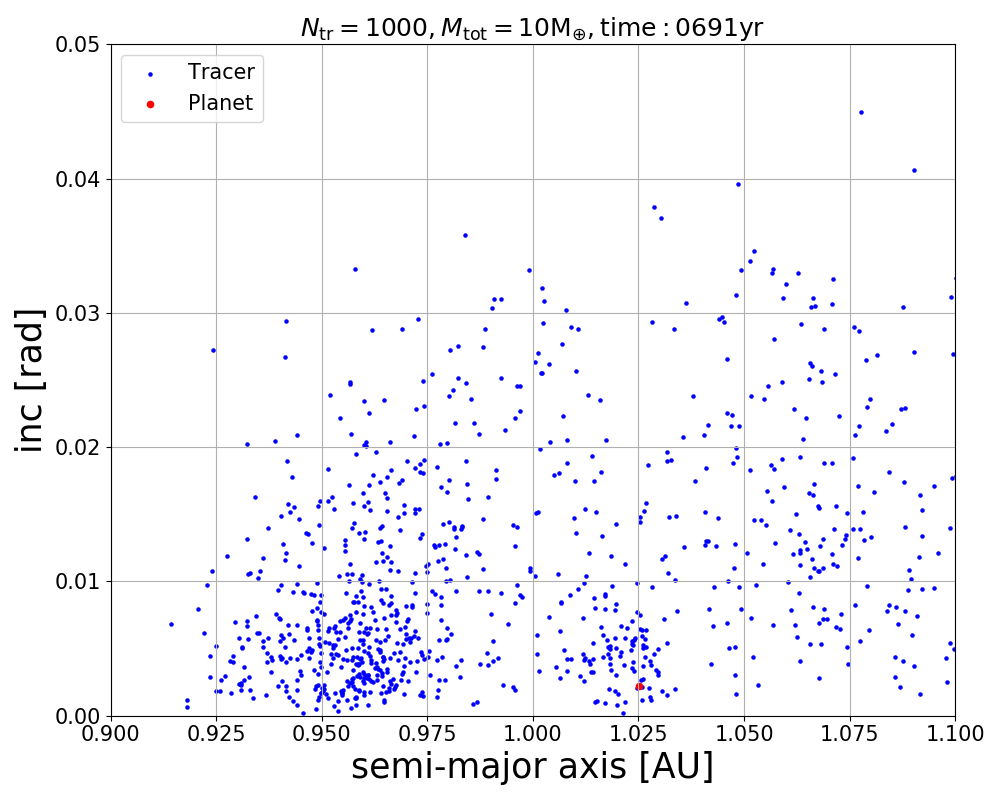 N_tr = 1000, M_tot = 10M_⊕, time : 0691yr
Tracer
Planet
0.05
0.04
0.03
0.02
0.01
0.00
inc [rad]
0.900 0.925 0.950 0.975 1.000 1.025 1.050 1.075 1.100
semi-major axis [AU]